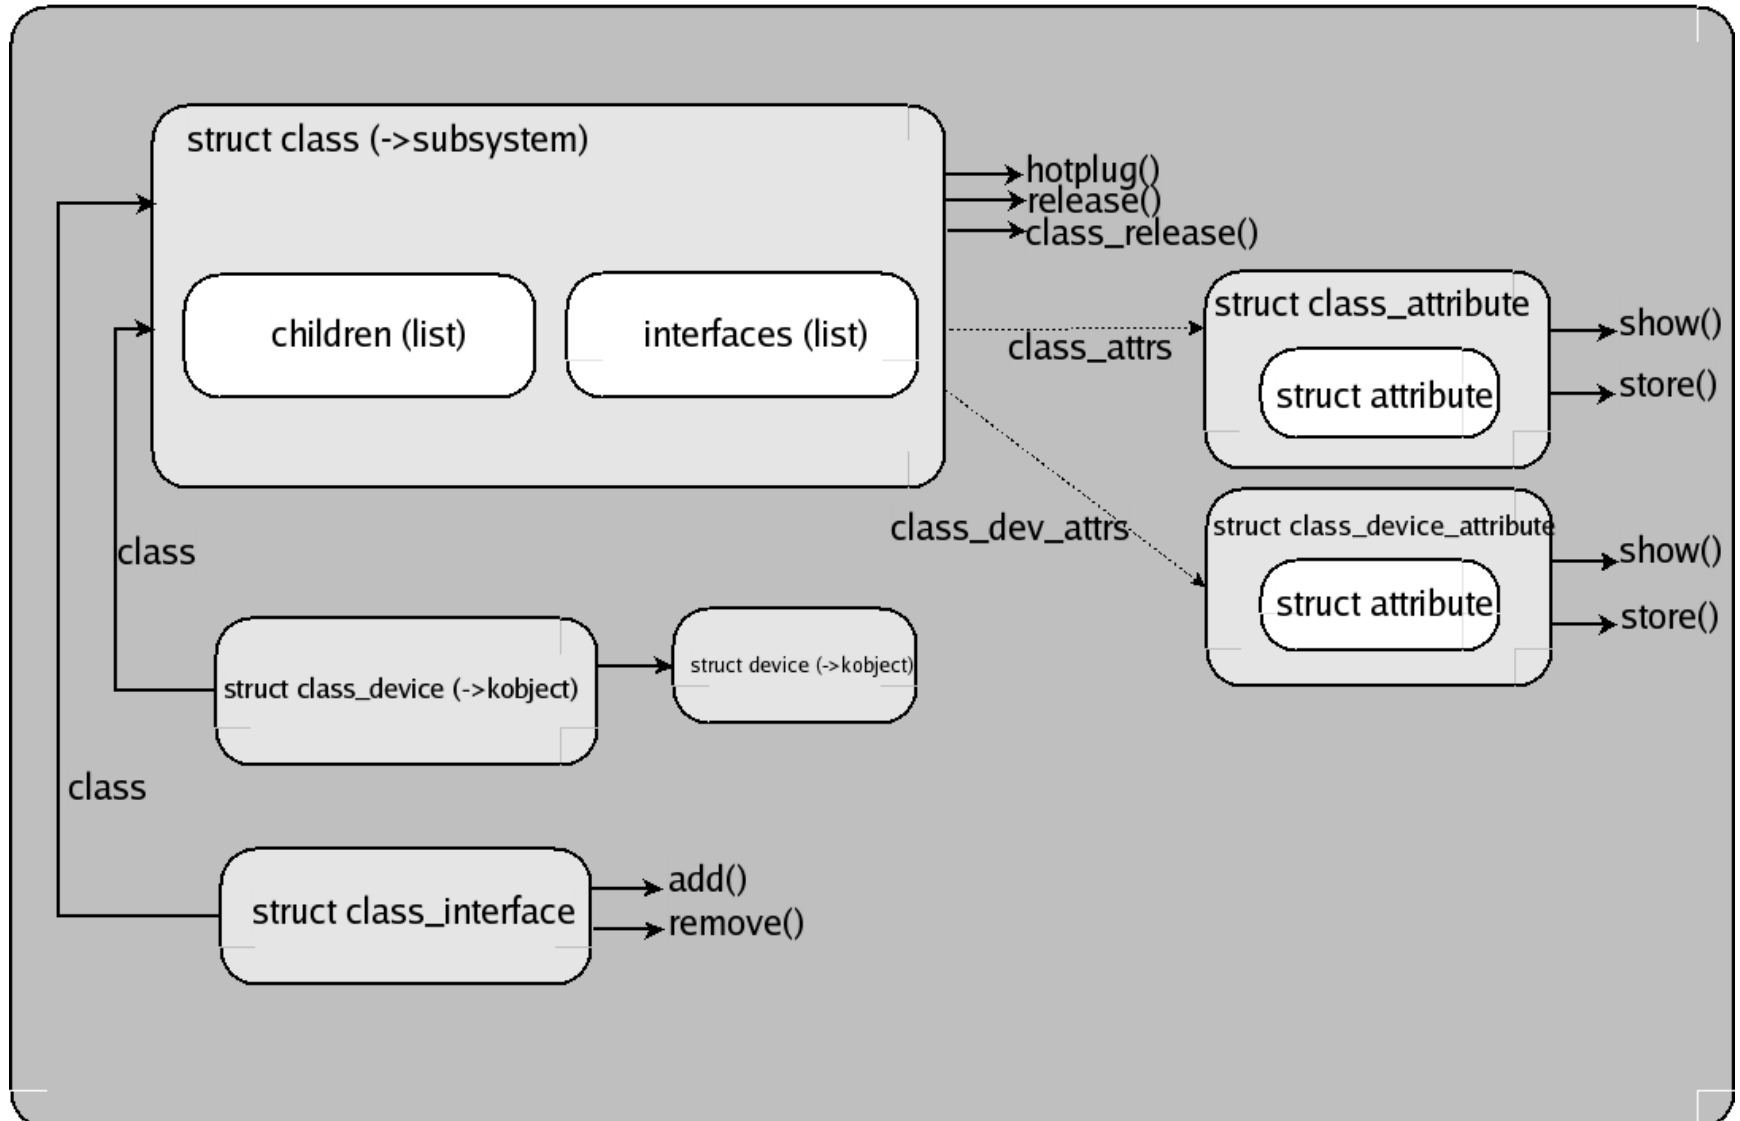 struct class (->subsystem)
hotplug()
release()
class_release()
children (list)
interfaces (list)
class_attrs
struct class_attribute
struct attribute
show()
store()
class_dev_attrs
struct class_device_attribute
struct attribute
show()
store()
class
struct class_device (->kobject)
struct device (->kobject)
class
struct class_interface
add()
remove()